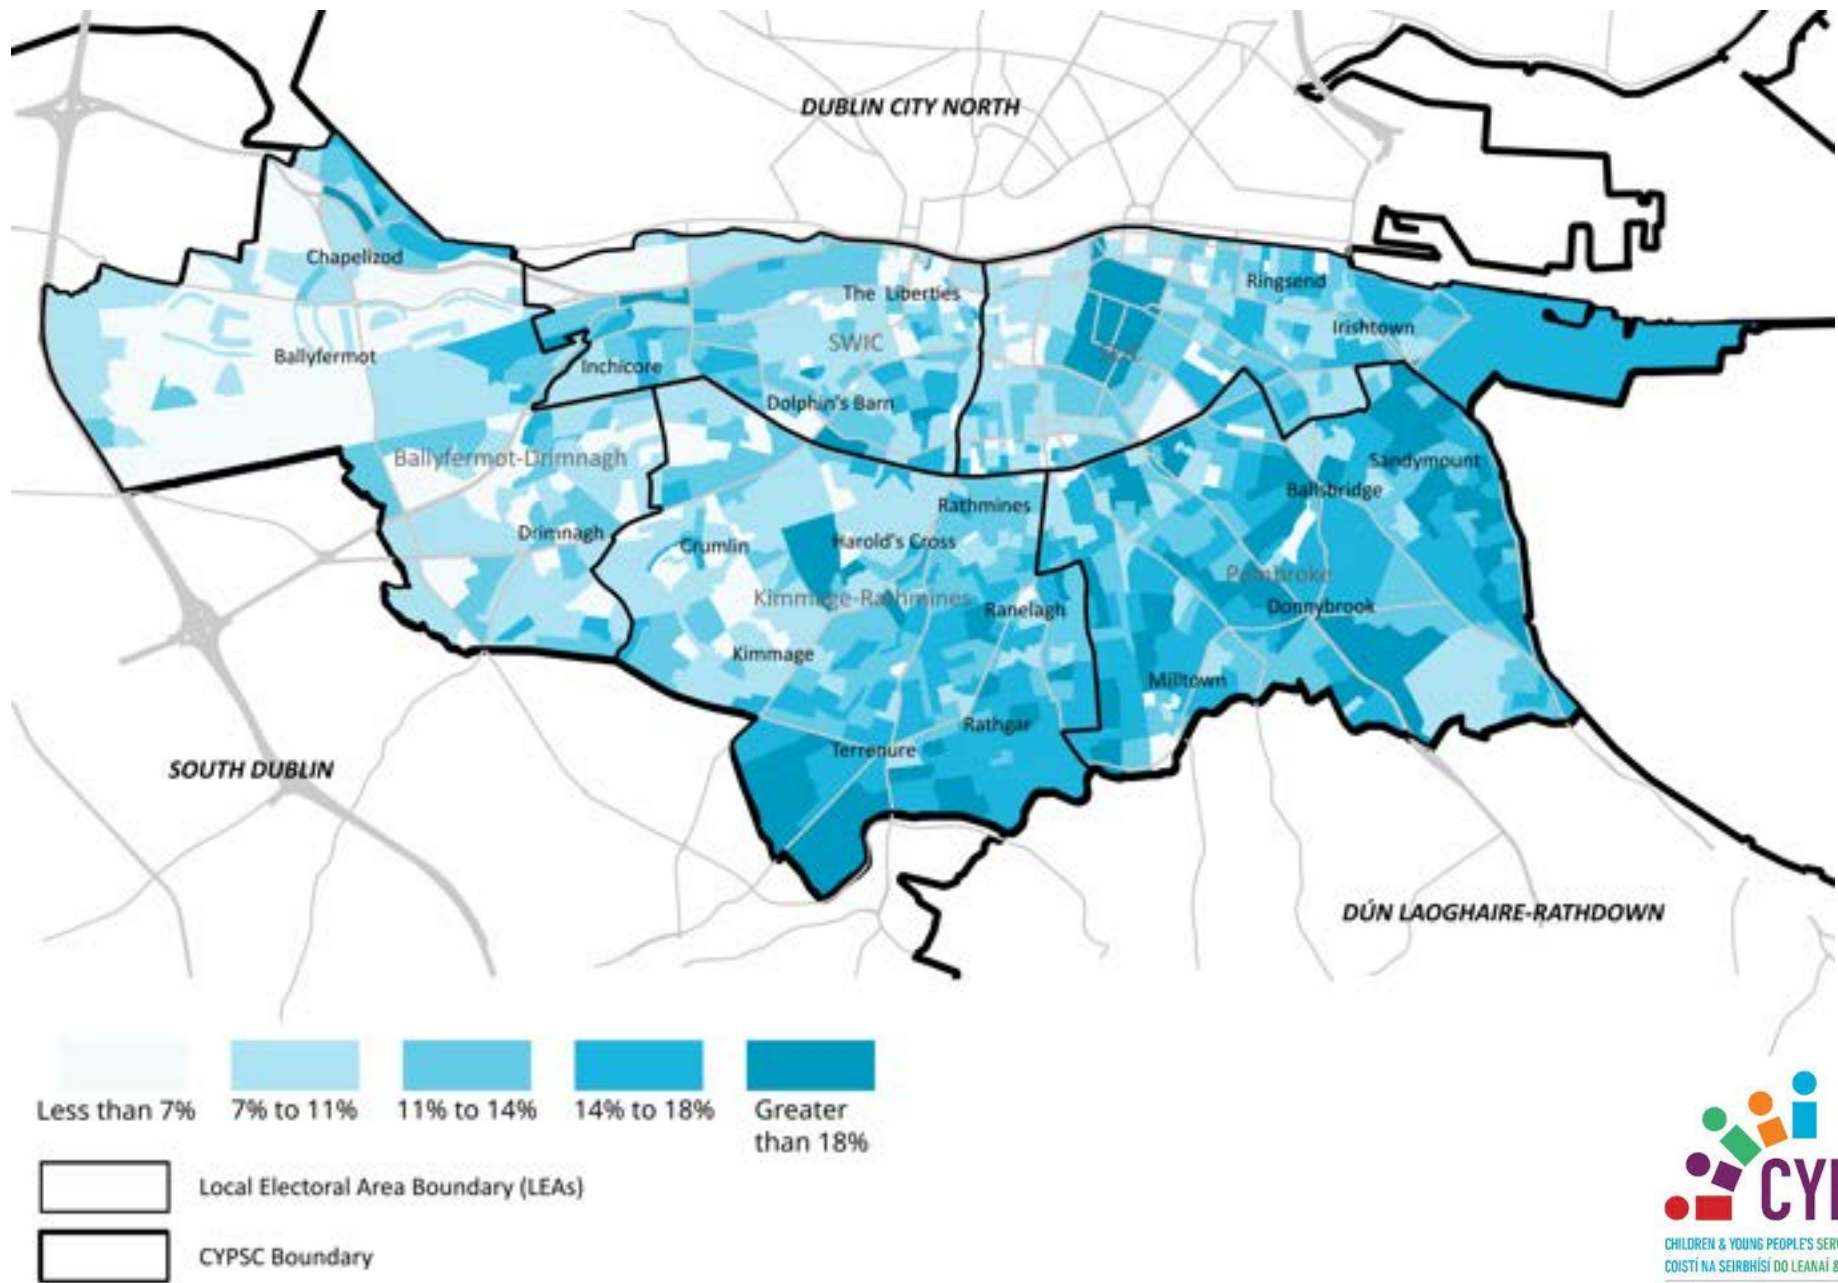 DUBLIN CITY NORTH
Chapelizod
Ringsend
The Liberties
Irishtown
SWIC
Ballyfermot
Inchicore
Dolphin's Barn
Ballyfermot-Drimnagh
Sandymount
Ballsbridge
Rathmines
Drimnagh
Crumlin
Harold's Cross
Pembroke
Kimmage-Rathmines
Ranelagh
Donnybrook
Kimmage
Milltown
Rathgar
Terrenure
SOUTH DUBLIN
DÚN LAOGHAIRE-RATHDOWN
Less than 7%
7% to 11%
11% to 14%
14% to 18%
Greater
than 18%
Local Electoral Area Boundary (LEAs)
CYPSC Boundary
CY
CHILDREN & YOUNG PEOPLE'S SER
COISTÍ NA SEIRBHÍSÍ DO LEANAÍ &